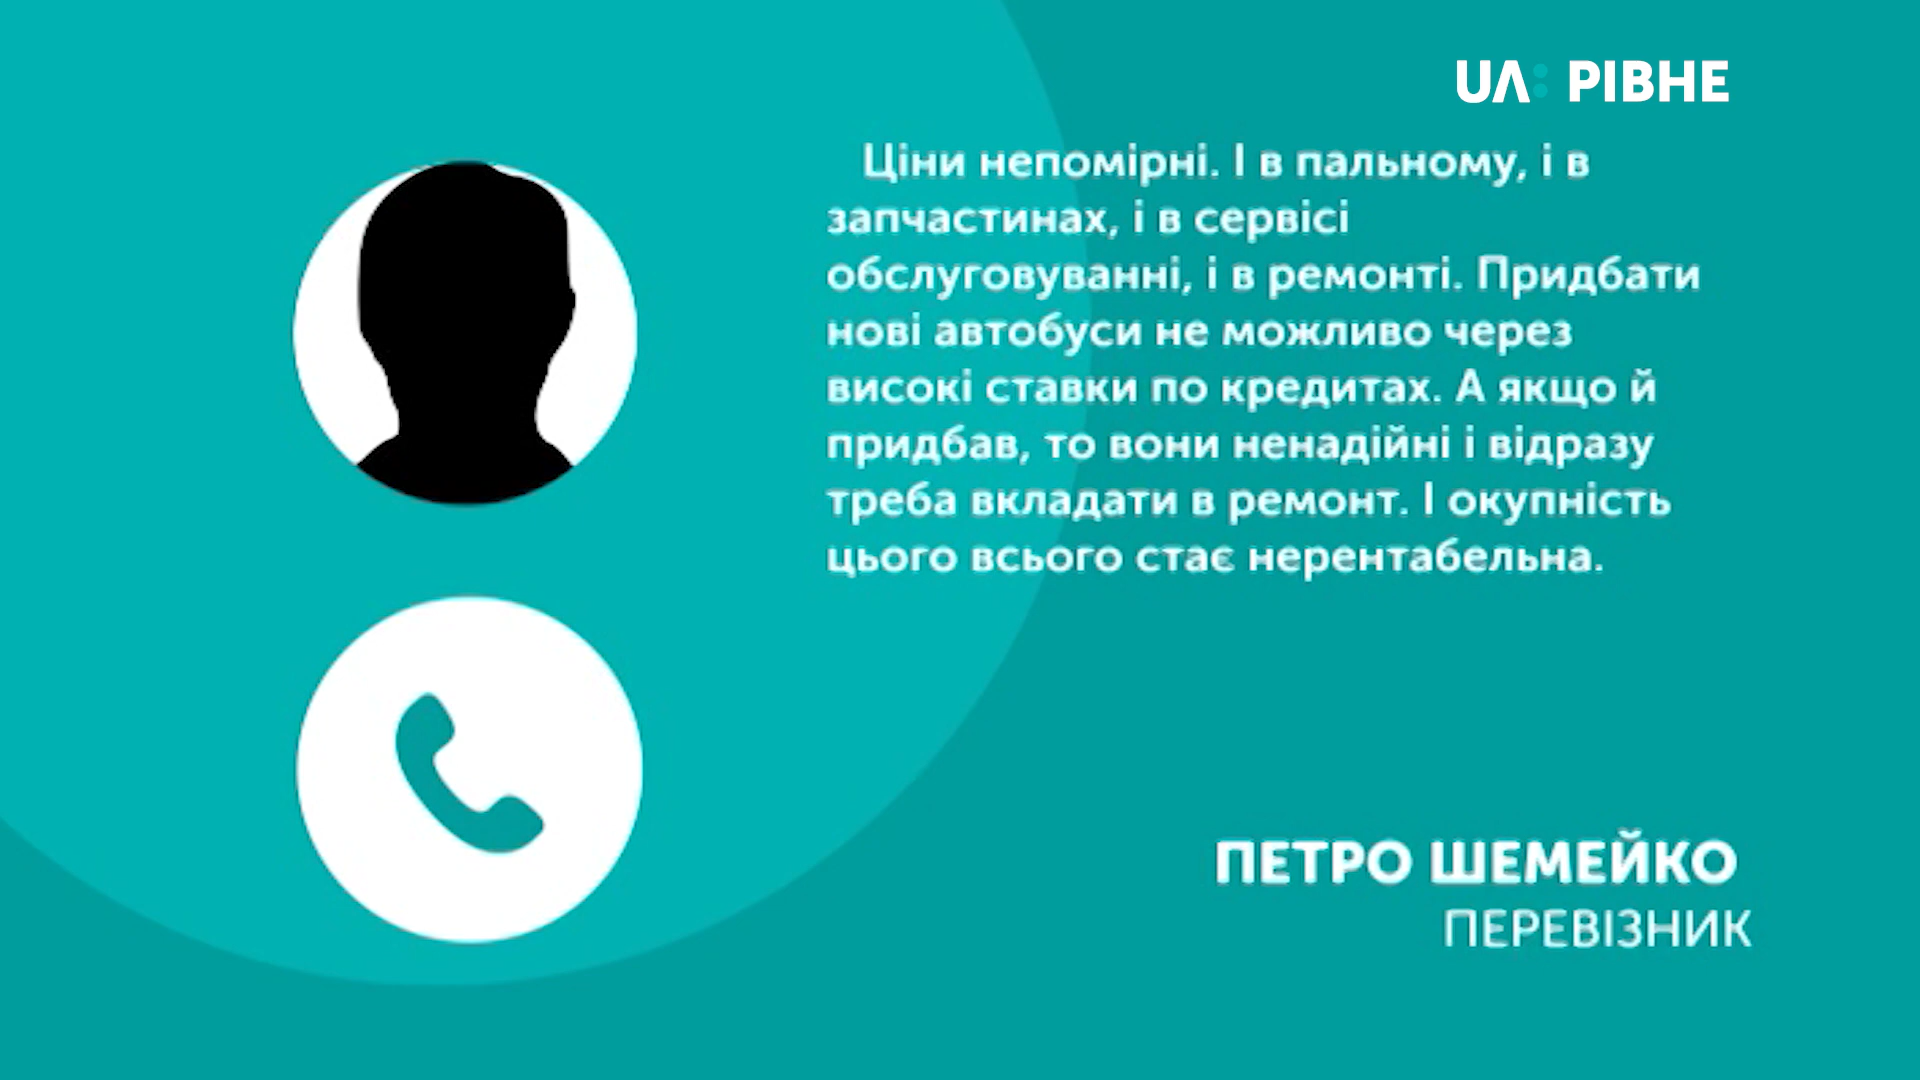 UA: РІВНЕ
Ціни непомірні. І в пальному, і в
запчастинах, і в сервісі
обслуговуванні, і в ремонті. Придбати
нові автобуси не можливо через
високі ставки по кредитах. А якщо й
придбав, то вони ненадійні і відразу
треба вкладати в ремонт. І окупність
цього всього стає нерентабельна.
ПЕТРО ШЕМЕЙКО
ПЕРЕВІЗНИК